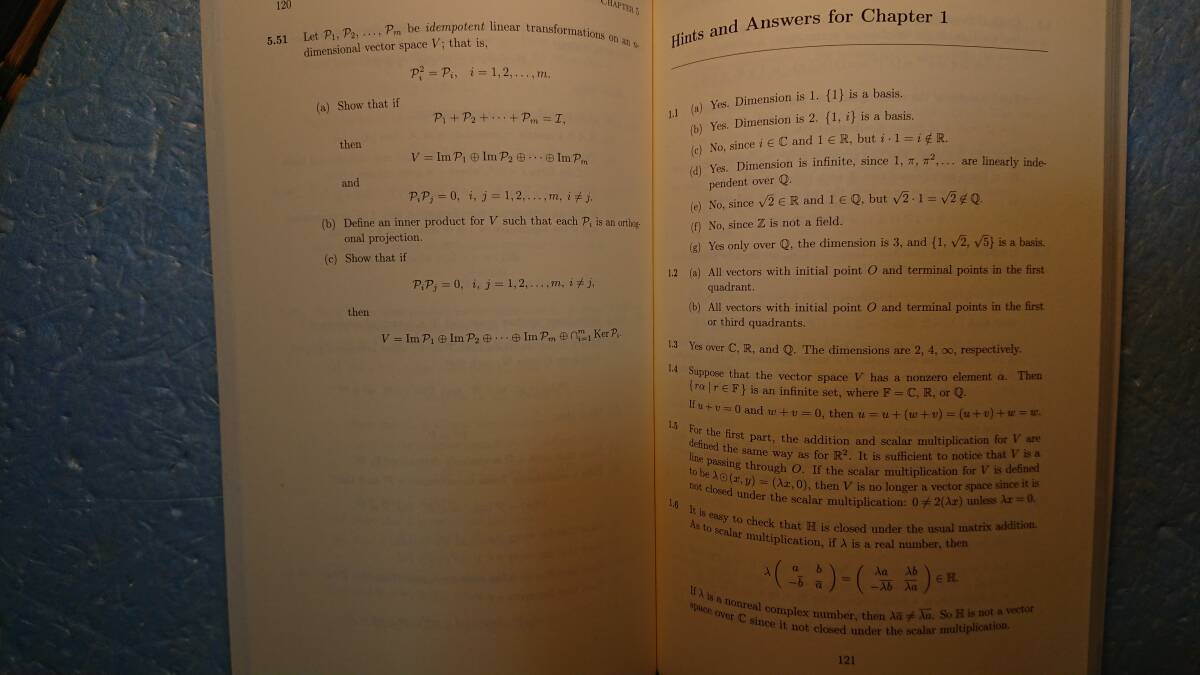 120
CHAPTER 5
5.51 Let P₁, P₂, ..., Pₘ be idempotent linear transformations on an n-
dimensional vector space V; that is,
Pᵢ² = Pᵢ, i = 1, 2, ..., m.
(a) Show that if
P₁ + P₂ + ··· + Pₘ = I,
then
V = Im P₁ ⊕ Im P₂ ⊕ ··· ⊕ Im Pₘ
and
PᵢPⱼ = 0, i, j = 1, 2, ..., m, i ≠ j.
(b) Define an inner product for V such that each Pᵢ is an orthog-
onal projection.
(c) Show that if
PᵢPⱼ = 0, i, j = 1, 2, ..., m, i ≠ j,
then
V = Im P₁ ⊕ Im P₂ ⊕ ··· ⊕ Im Pₘ ⊕ ∩ᵢ₌₁ᵐ Ker Pᵢ.
Hints and Answers for Chapter 1
1.1 (a) Yes. Dimension is 1. {1} is a basis.
(b) Yes. Dimension is 2. {1, i} is a basis.
(c) No, since i ∈ ℂ and 1 ∈ ℝ, but i · 1 = i ∉ ℝ.
(d) Yes. Dimension is infinite, since 1, π, π², ... are linearly inde-
pendent over ℚ.
(e) No, since √2 ∈ ℝ and 1 ∈ ℚ, but √2 · 1 = √2 ∉ ℚ.
(f) No, since ℤ is not a field.
(g) Yes only over ℚ, the dimension is 3, and {1, √2, √5} is a basis.
1.2 (a) All vectors with initial point O and terminal points in the first
quadrant.
(b) All vectors with initial point O and terminal points in the first
or third quadrants.
1.3 Yes over ℂ, ℝ, and ℚ. The dimensions are 2, 4, ∞, respectively.
1.4 Suppose that the vector space V has a nonzero element α. Then
{rα | r ∈ 𝔽} is an infinite set, where 𝔽 = ℂ, ℝ, or ℚ.
If u + v = 0 and w + v = 0, then u = u + (w + v) = (u + v) + w = w.
1.5 For the first part, the addition and scalar multiplication for V are
defined the same way as for ℝ². It is sufficient to notice that V is a
line passing through O. If the scalar multiplication for V is defined
to be λ ⊙ (x, y) = (λx, 0), then V is no longer a vector space since it is
not closed under the scalar multiplication: 0 ≠ 2(λx) unless λx = 0.
1.6 It is easy to check that ℍ is closed under the usual matrix addition.
As to scalar multiplication, if λ is a real number, then
λ ( a b ) = ( λa λb ) ∈ ℍ.
−b̅ a̅ −λ̅b̅ λ̅a̅
If λ is a nonreal complex number, then λa̅ ≠ λ̅a̅. So ℍ is not a vector
space over ℂ since it not closed under the scalar multiplication.
121